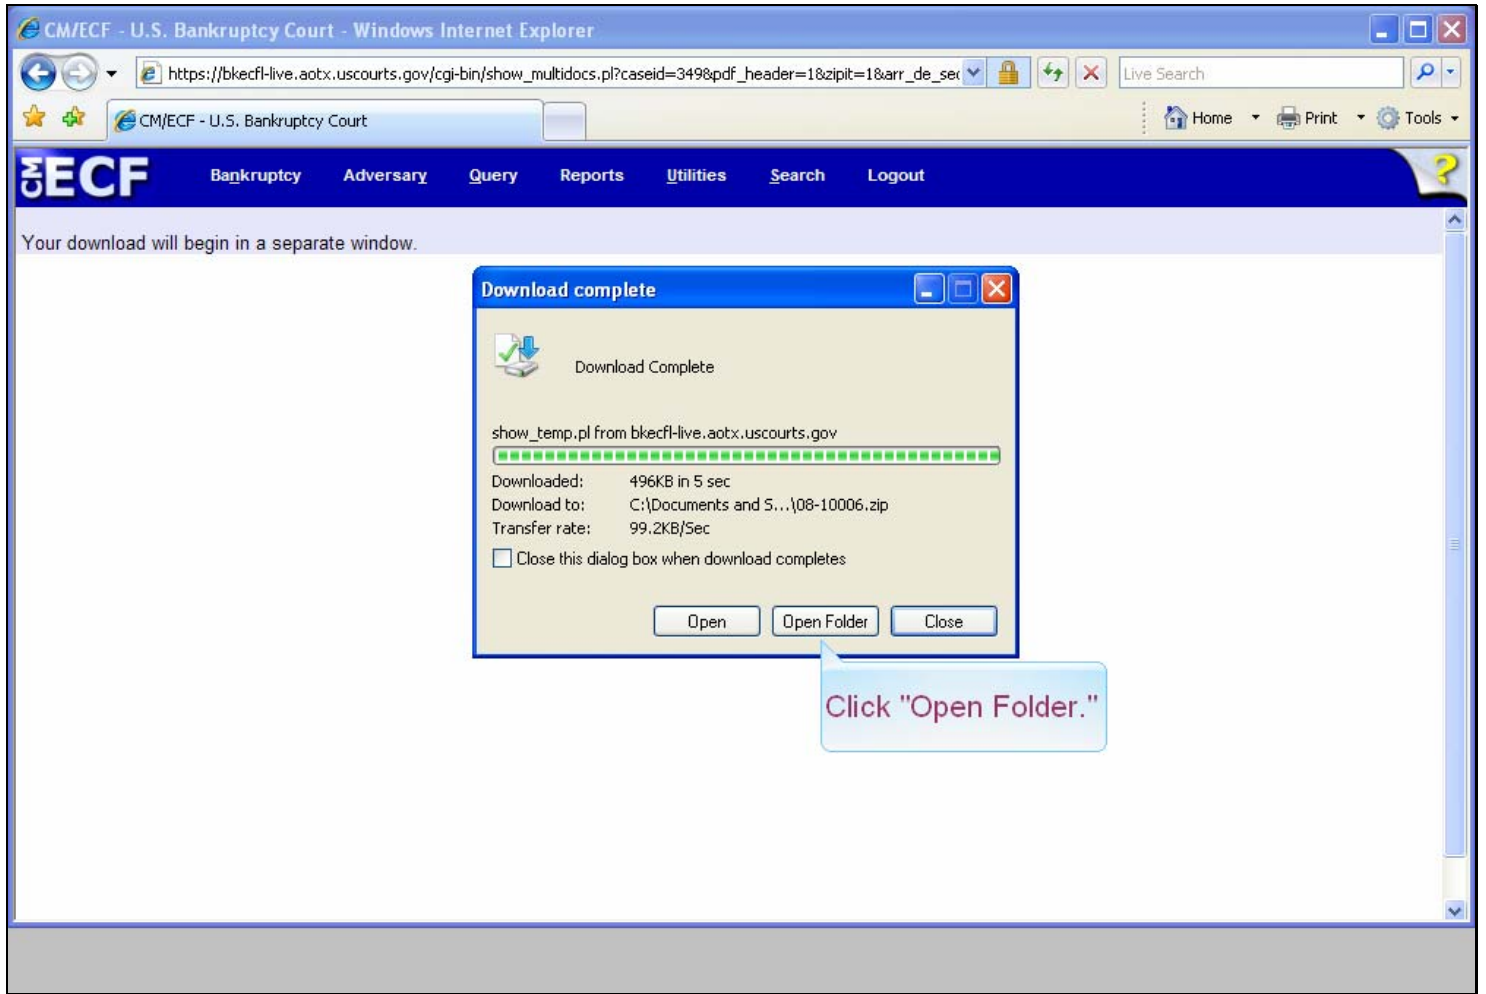 CM/ECF - U.S. Bankruptcy Court - Windows Internet Explorer
https://bkecfl-live.aotx.uscourts.gov/cgi-bin/show_multidocs.pl?caseid=349&pdf_header=1&zipit=1&arr_de_sec
Live Search
CM/ECF - U.S. Bankruptcy Court
Home
Print
Tools
CM ECF
Bankruptcy Adversary Query Reports Utilities Search Logout
?
Your download will begin in a separate window.
Download complete
Download Complete
show_temp.pl from bkecfl-live.aotx.uscourts.gov
Downloaded: 496KB in 5 sec
Download to: C:\Documents and S...\08-10006.zip
Transfer rate: 99.2KB/Sec
Close this dialog box when download completes
Open Open Folder Close
Click "Open Folder."